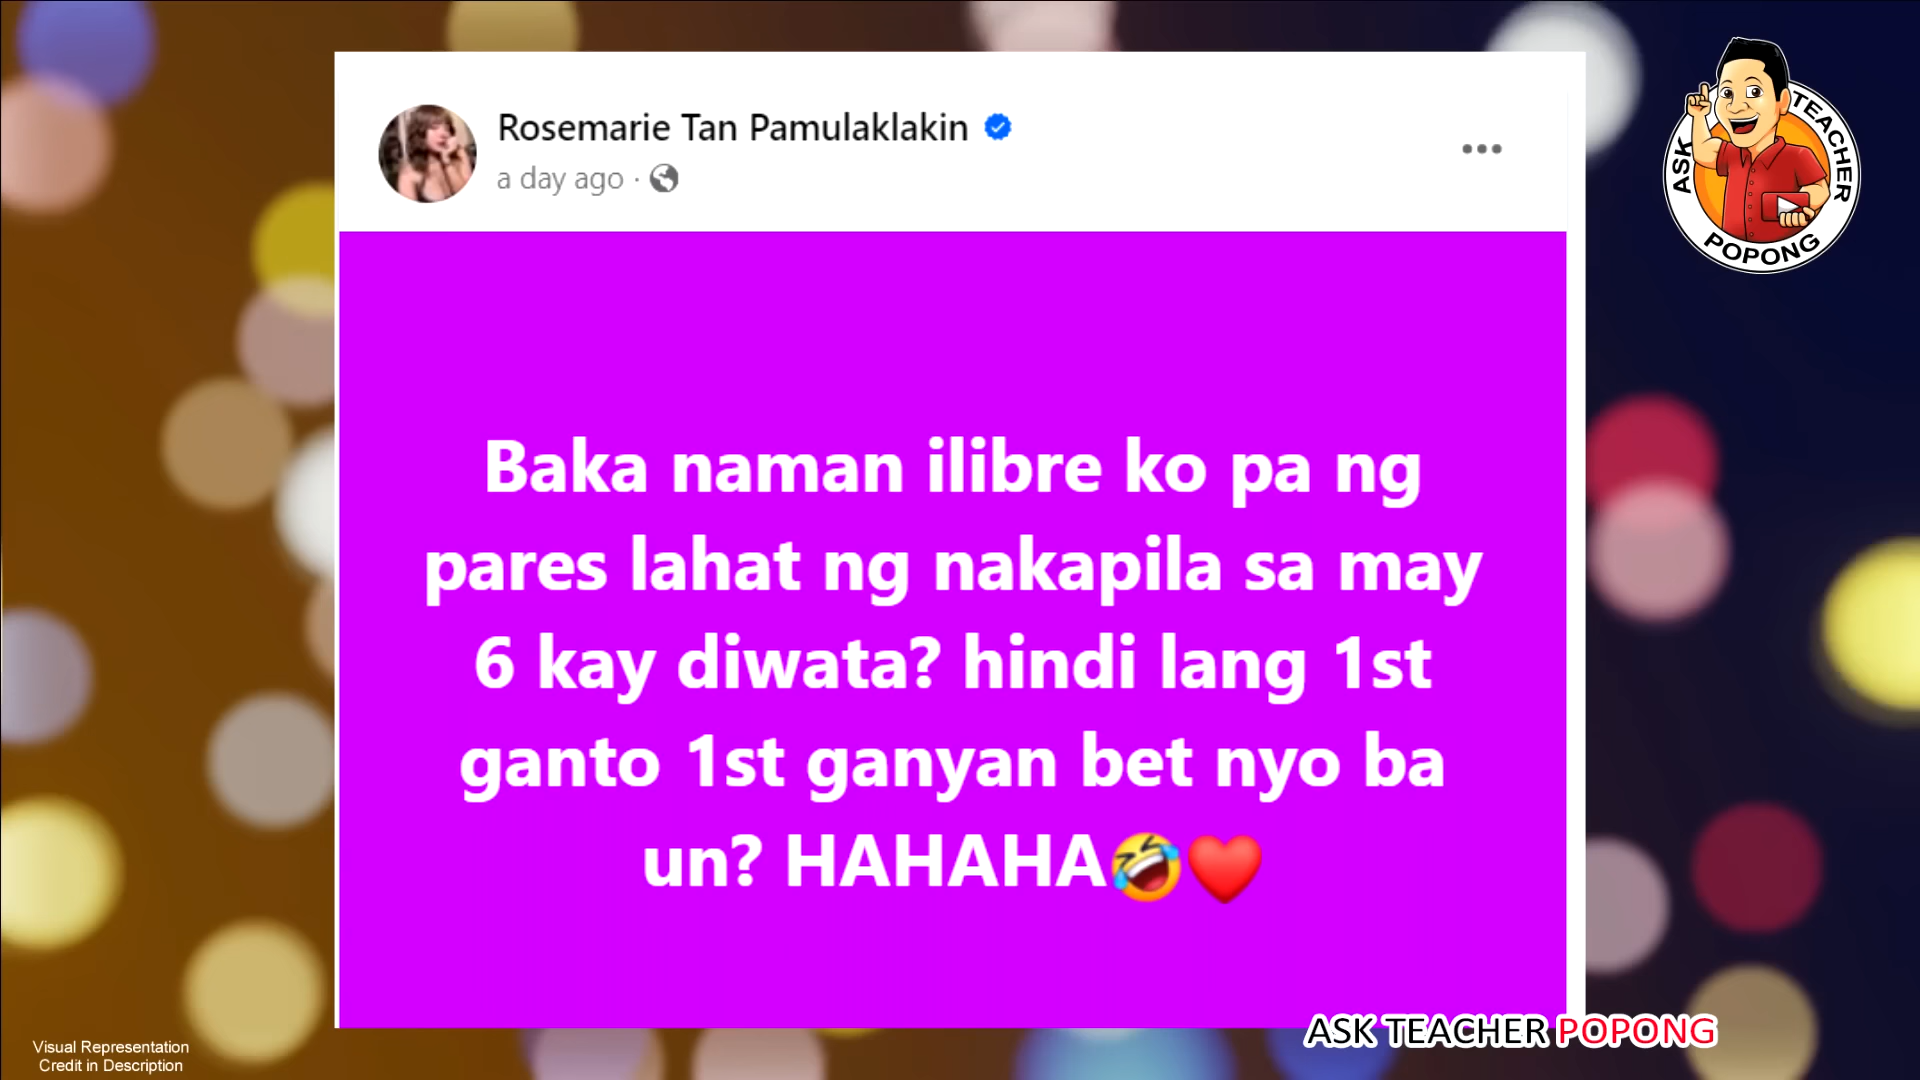 Rosemarie Tan Pamulaklakin
a day ago ·
Baka naman ilibre ko pa ng
pares lahat ng nakapila sa may
6 kay diwata? hindi lang 1st
ganto 1st ganyan bet nyo ba
un? HAHAHA🤣❤️
ASK TEACHER POPONG
ASK TEACHER POPONG
Visual Representation
Credit in Description